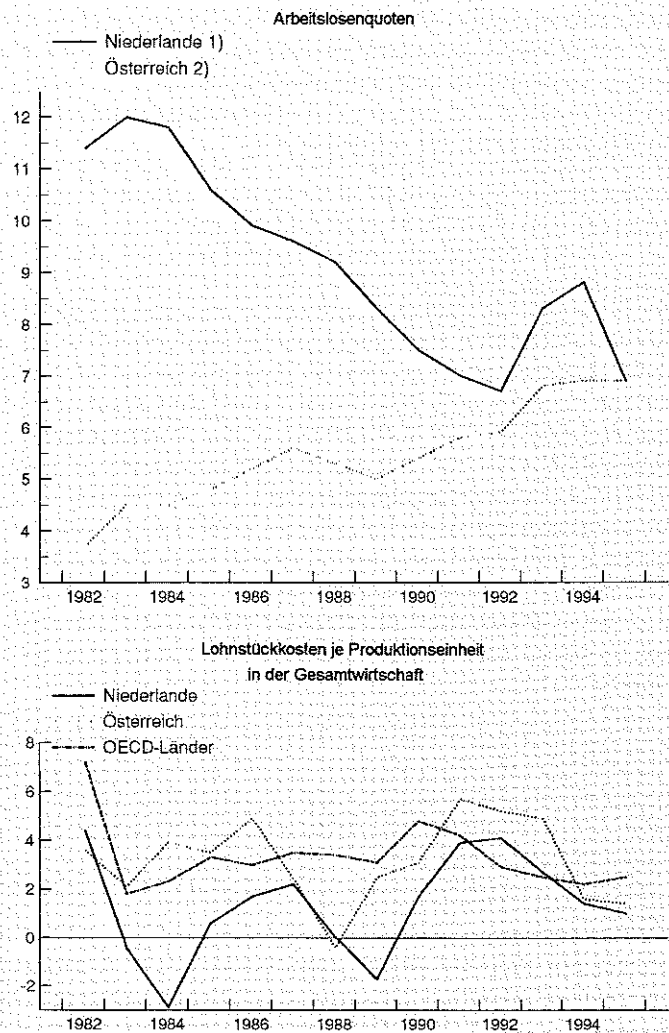 Arbeitslosenquoten
Niederlande 1)
Österreich 2)
12
11
10
9
8
7
6
5
4
3
1982 1984 1986 1988 1990 1992 1994
Lohnstückkosten je Produktionseinheit
in der Gesamtwirtschaft
Niederlande
Österreich
OECD-Länder
8
6
4
2
0
-2
1982 1984 1986 1988 1990 1992 1994